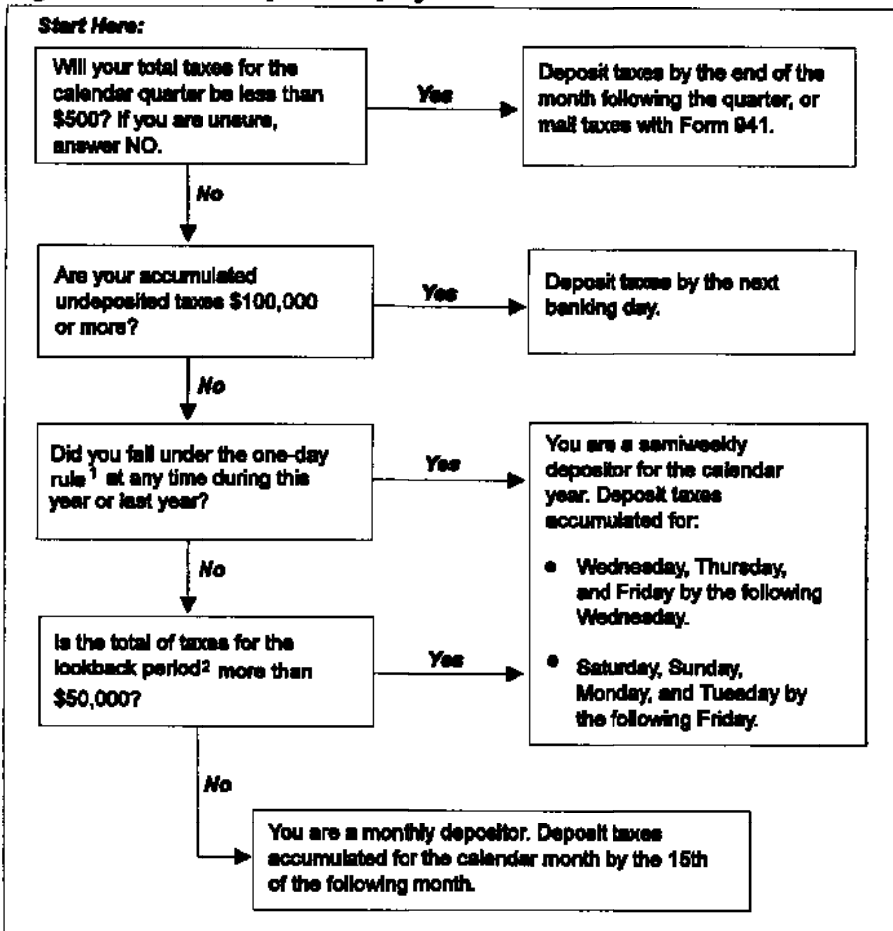 Start Here:
Will your total taxes for the
calendar quarter be less than
$500? If you are unsure,
answer NO.
Yes
Deposit taxes by the end of the
month following the quarter, or
mail taxes with Form 941.
No
Are your accumulated
undeposited taxes $100,000
or more?
Yes
Deposit taxes by the next
banking day.
No
Did you fall under the one-day
rule1 at any time during this
year or last year?
Yes
You are a semiweekly
depositor for the calendar
year. Deposit taxes
accumulated for:
• Wednesday, Thursday,
and Friday by the following
Wednesday.
• Saturday, Sunday,
Monday, and Tuesday by
the following Friday.
No
Is the total of taxes for the
lookback period2 more than
$50,000?
Yes
No
You are a monthly depositor. Deposit taxes
accumulated for the calendar month by the 15th
of the following month.